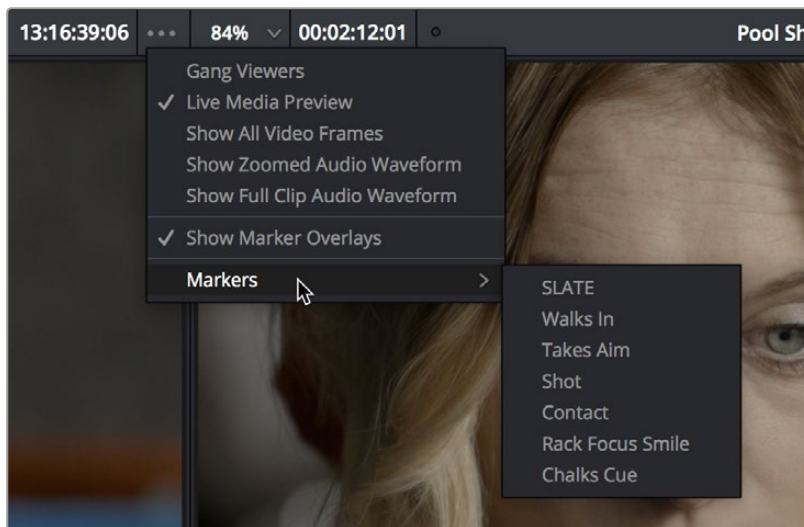 13:16:39:06 ••• 84% 00:02:12:01 Pool Sh
Gang Viewers
✓ Live Media Preview
Show All Video Frames
Show Zoomed Audio Waveform
Show Full Clip Audio Waveform
✓ Show Marker Overlays
Markers >
SLATE
Walks In
Takes Aim
Shot
Contact
Rack Focus Smile
Chalks Cue